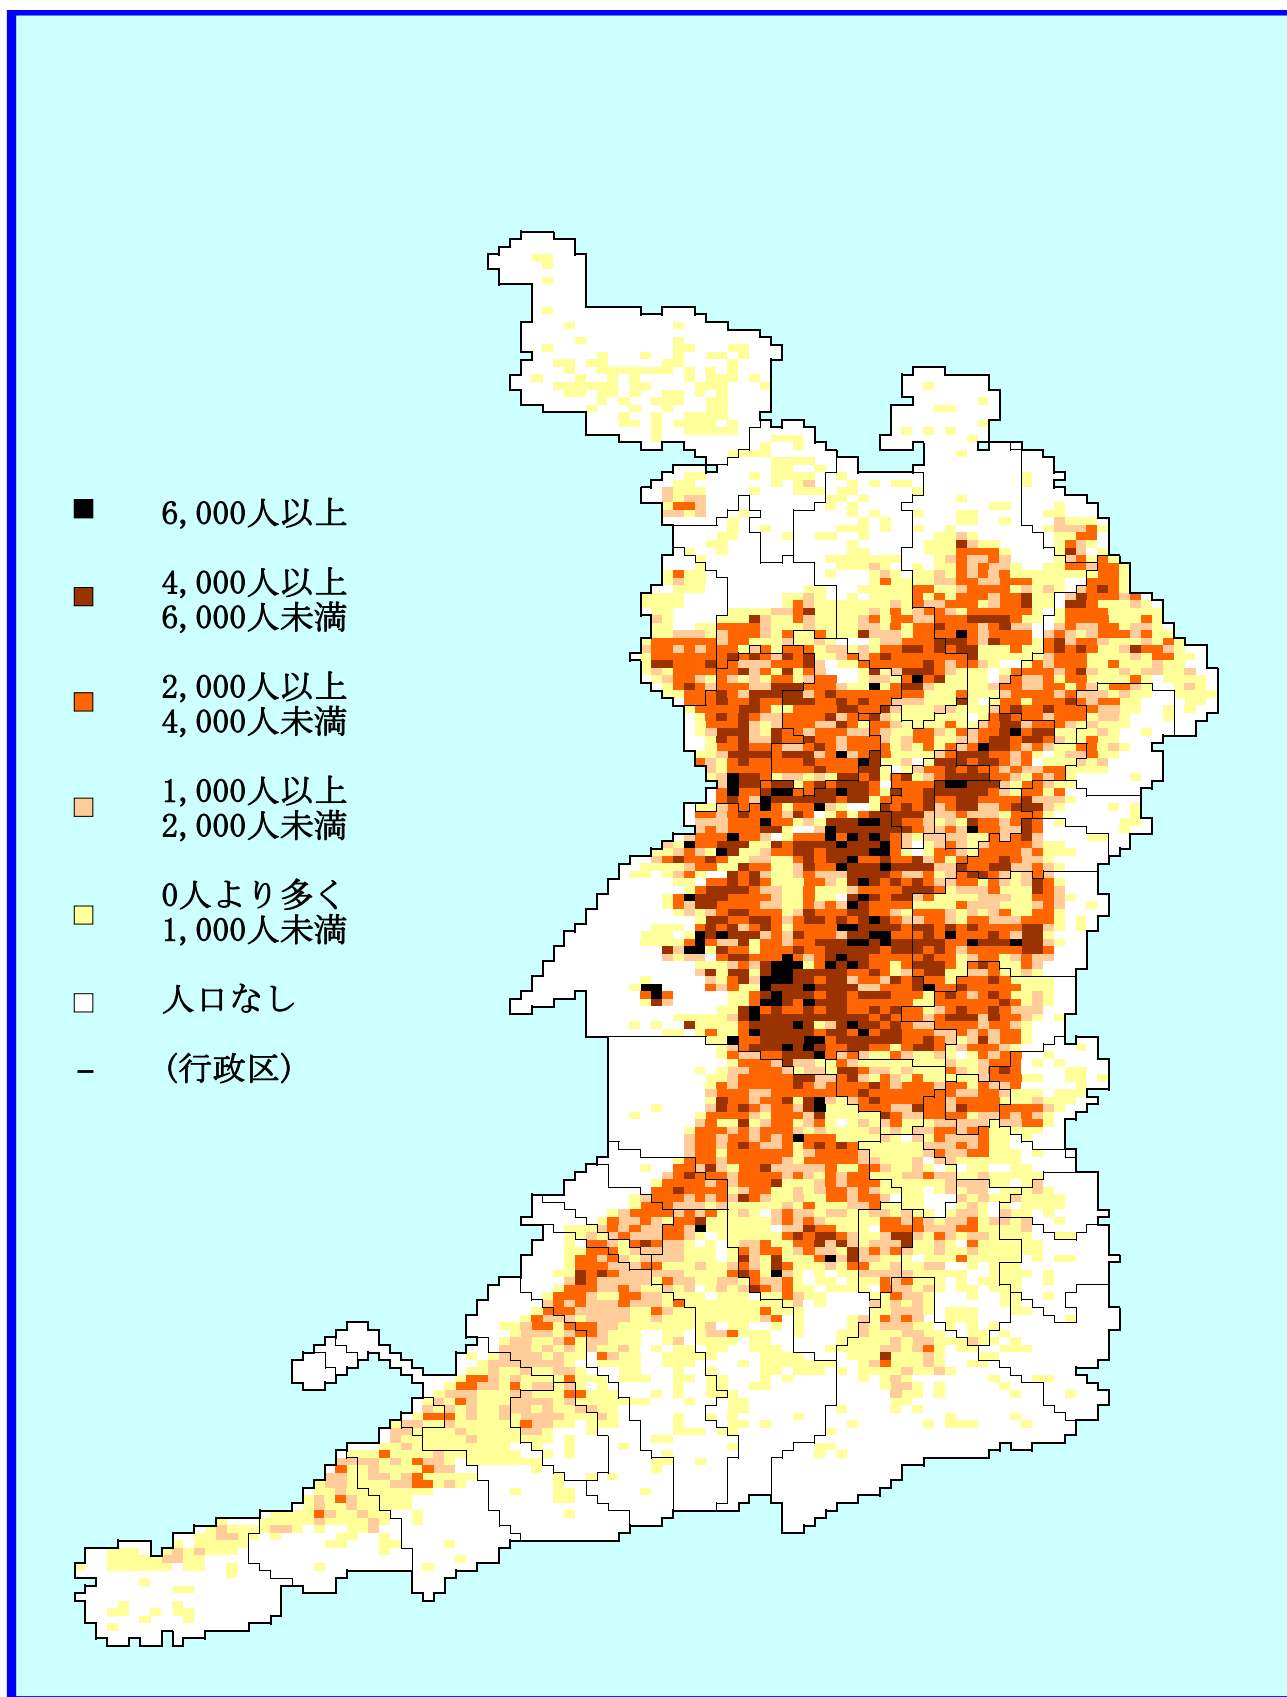 6,000人以上
4,000人以上
6,000人未満
2,000人以上
4,000人未満
1,000人以上
2,000人未満
0人より多く
1,000人未満
人口なし
(行政区)